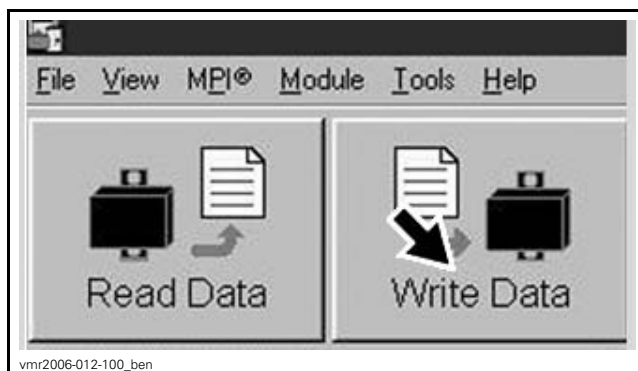 File View MPI® Module Tools Help
Read Data Write Data
vmr2006-012-100_ben